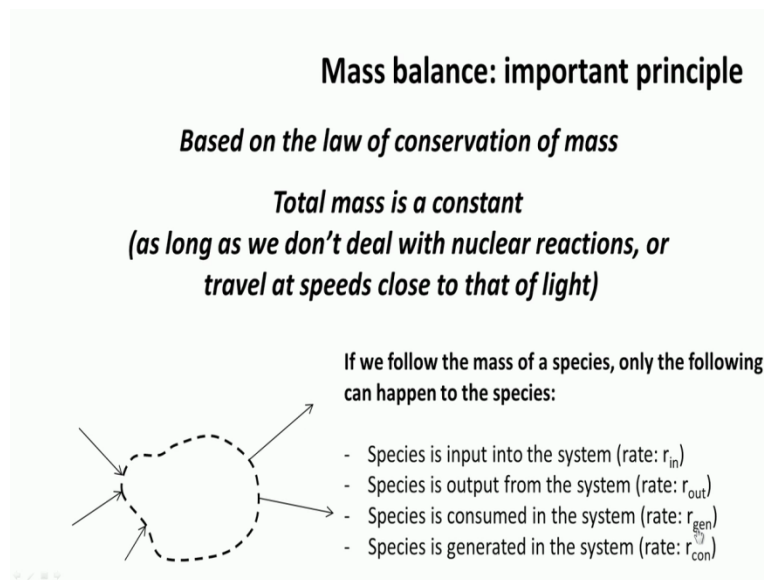 Mass balance: important principle
Based on the law of conservation of mass
Total mass is a constant
(as long as we don't deal with nuclear reactions, or
travel at speeds close to that of light)
If we follow the mass of a species, only the following
can happen to the species:
- Species is input into the system (rate: rin)
- Species is output from the system (rate: rout)
- Species is consumed in the system (rate: rgen)
- Species is generated in the system (rate: rcon)